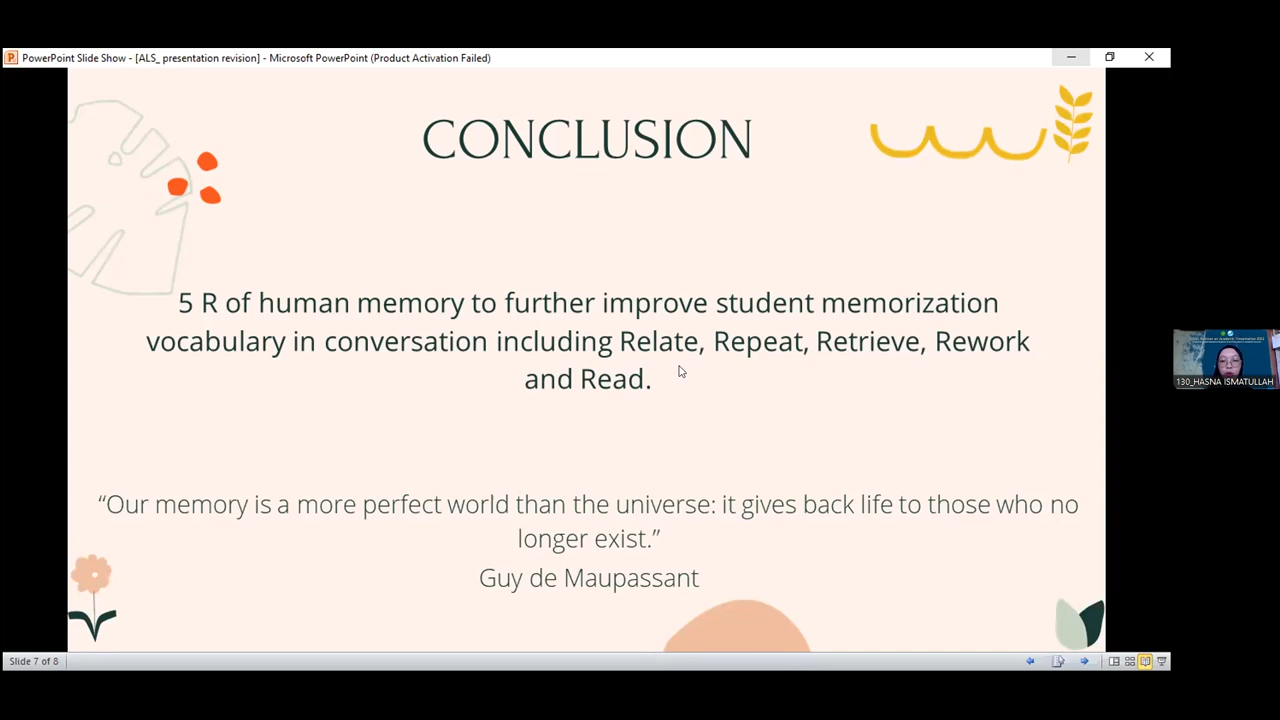 PowerPoint Slide Show - [ALS_ presentation revision] - Microsoft PowerPoint (Product Activation Failed)
CONCLUSION
5 R of human memory to further improve student memorization
vocabulary in conversation including Relate, Repeat, Retrieve, Rework
and Read.
“Our memory is a more perfect world than the universe: it gives back life to those who no
longer exist.”
Guy de Maupassant
130_HASNA ISMATULLAH
Slide 7 of 8